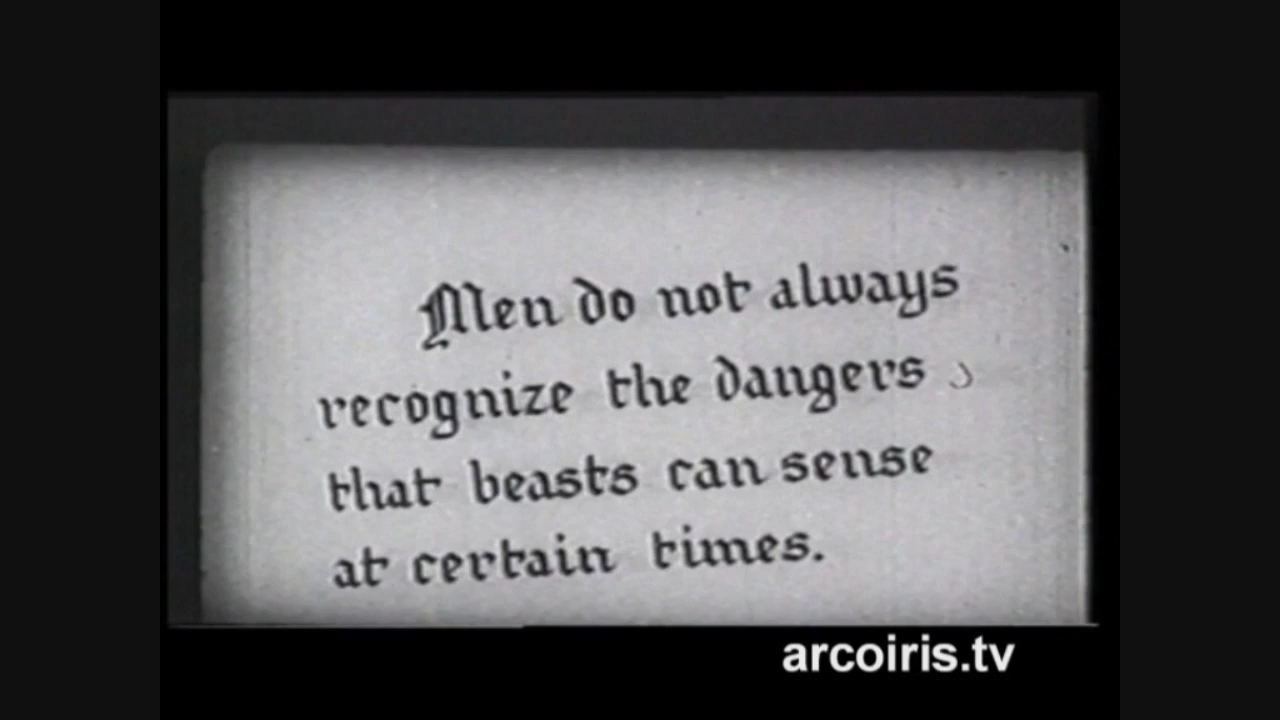 Men do not always
recognize the dangers
that beasts can sense
at certain times.
arcoiris.tv